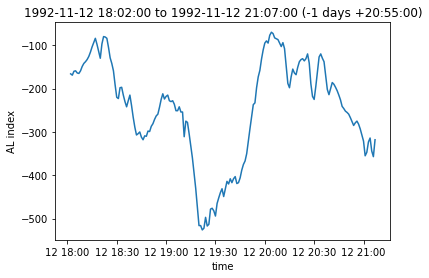 1992-11-12 18:02:00 to 1992-11-12 21:07:00 (-1 days +20:55:00)
−100
−200
−300
−400
−500
AL index
12 18:00 12 18:30 12 19:00 12 19:30 12 20:00 12 20:30 12 21:00
time